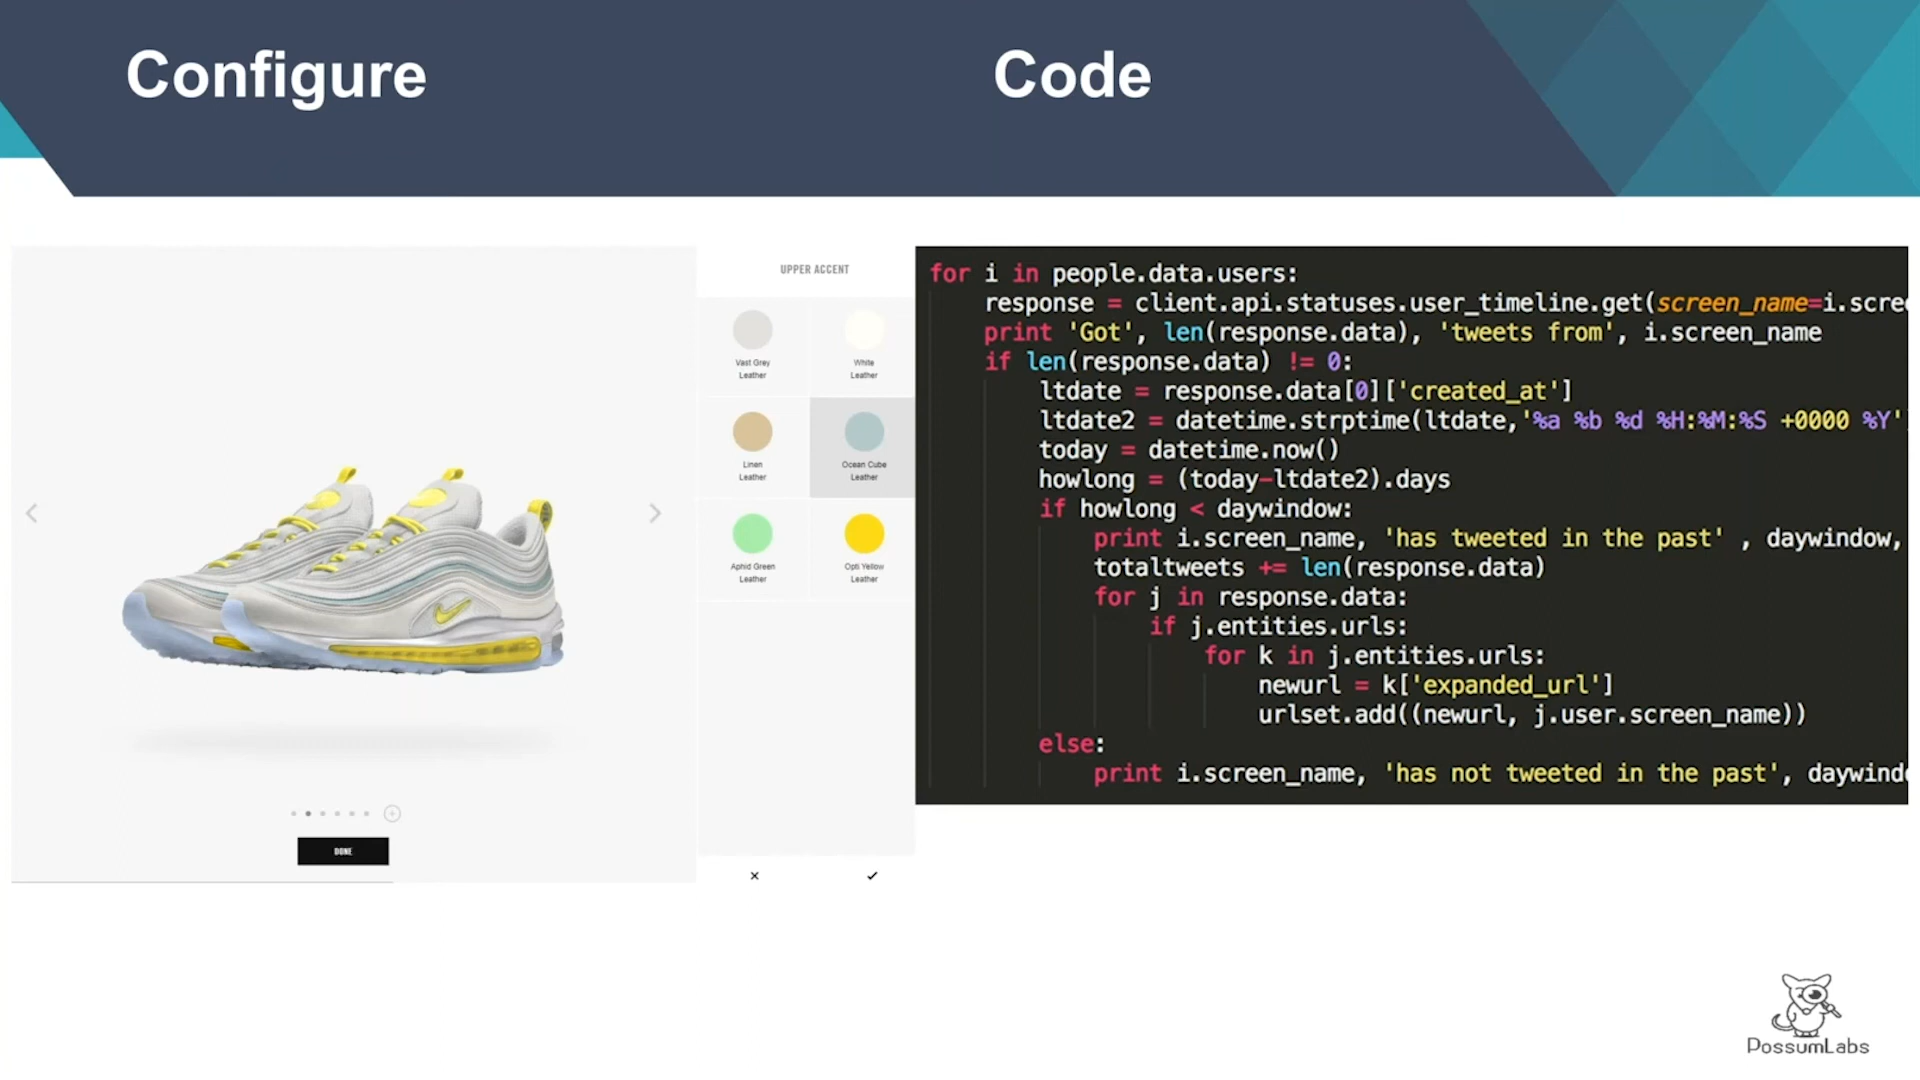 Configure
Code
UPPER ACCENT
Vast Grey
Leather
White
Leather
Linen
Leather
Ocean Cube
Leather
Aphid Green
Leather
Opti Yellow
Leather
DONE
for i in people.data.users:
    response = client.api.statuses.user_timeline.get(screen_name=i.scree
    print 'Got', len(response.data), 'tweets from', i.screen_name
    if len(response.data) != 0:
        ltdate = response.data[0]['created_at']
        ltdate2 = datetime.strptime(ltdate,'%a %b %d %H:%M:%S +0000 %Y'
        today = datetime.now()
        howlong = (today-ltdate2).days
        if howlong < daywindow:
            print i.screen_name, 'has tweeted in the past' , daywindow,
            totaltweets += len(response.data)
            for j in response.data:
                if j.entities.urls:
                    for k in j.entities.urls:
                        newurl = k['expanded_url']
                        urlset.add((newurl, j.user.screen_name))
        else:
            print i.screen_name, 'has not tweeted in the past', daywind
PossumLabs